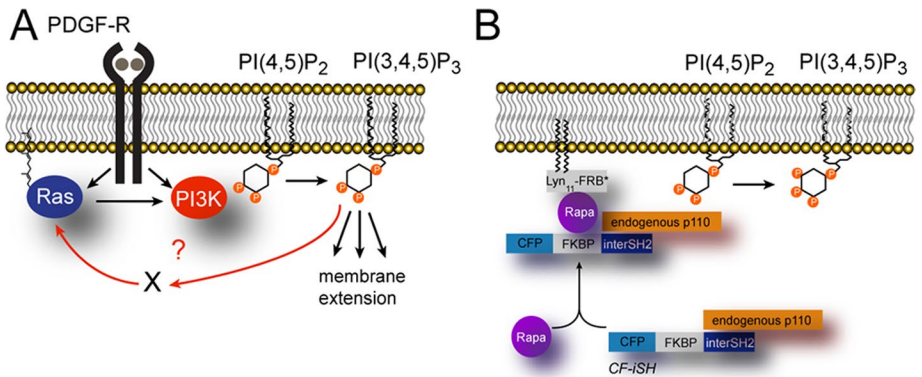 A
PDGF-R
PI(4,5)P2
PI(3,4,5)P3
P
P
P
P
P
Ras
PI3K
?
X
membrane
extension
B
PI(4,5)P2
PI(3,4,5)P3
P
P
P
P
P
Lyn11-FRB*
Rapa
endogenous p110
CFP
FKBP
interSH2
Rapa
endogenous p110
CFP
FKBP
interSH2
CF-iSH